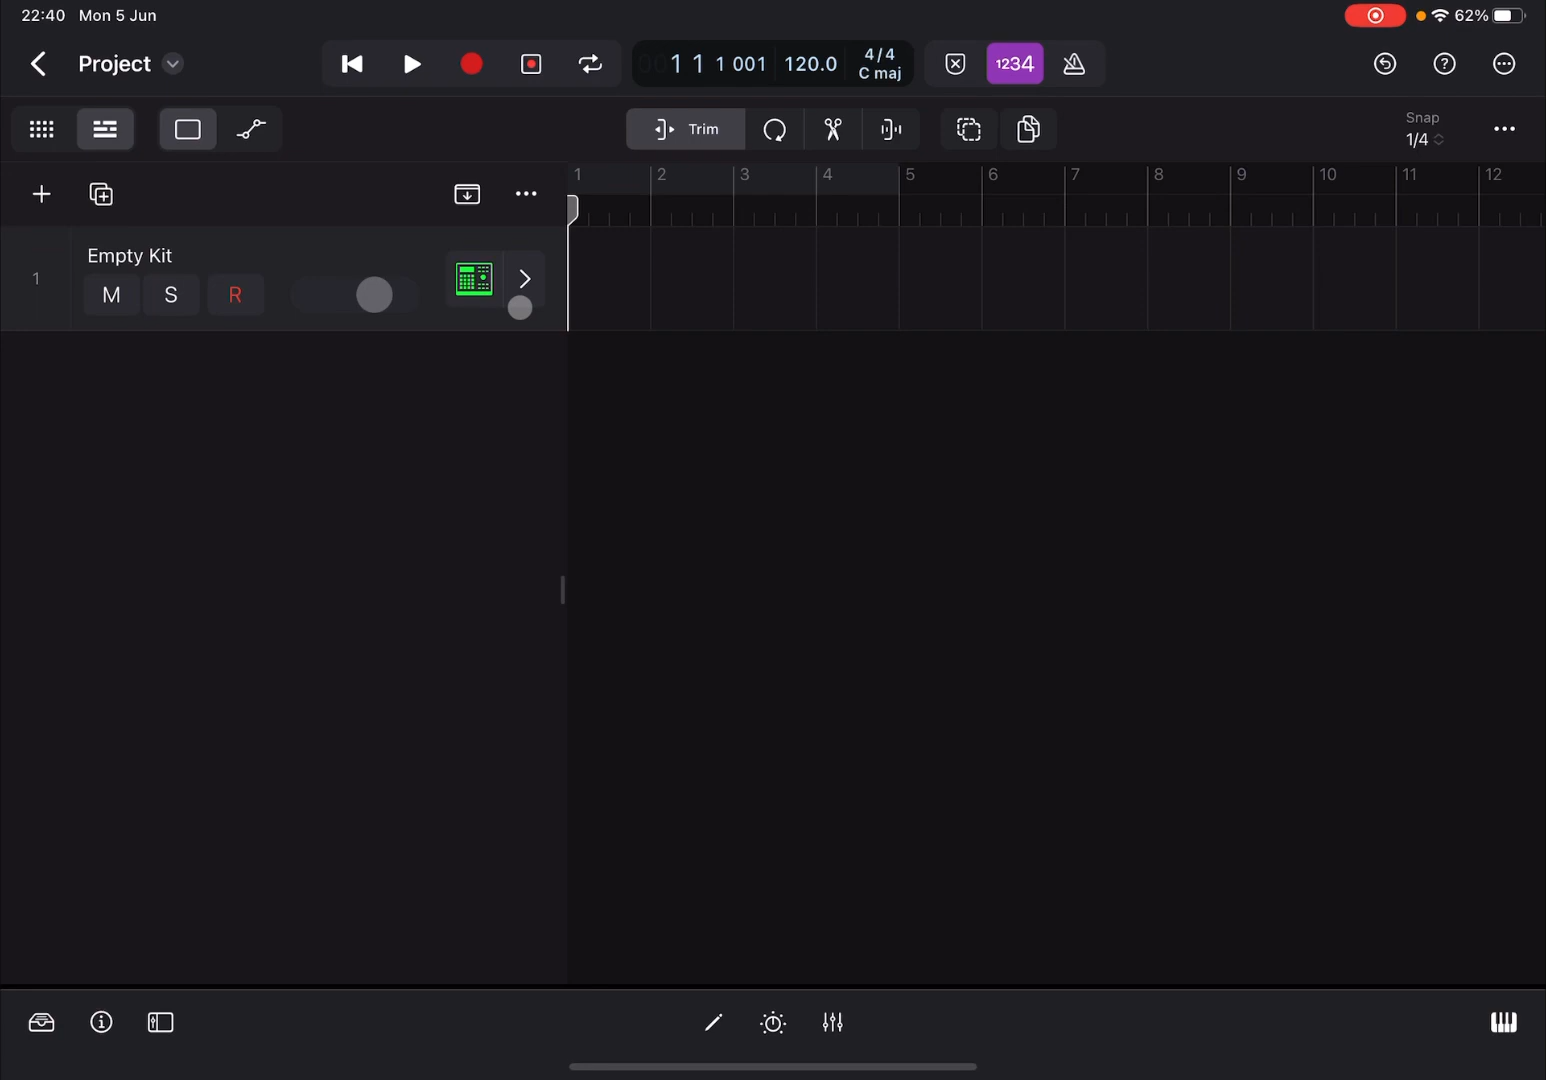 22:40 Mon 5 Jun
62%
Project
1 1 1 001
120.0
4/4
C maj
1234
Trim
Snap
1/4
1 2 3 4 5 6 7 8 9 10 11 12
1
Empty Kit
M S R